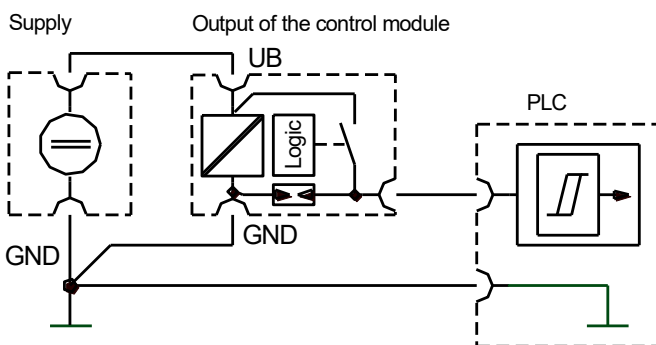 Supply
Output of the control module
UB
PLC
Logic
GND
GND